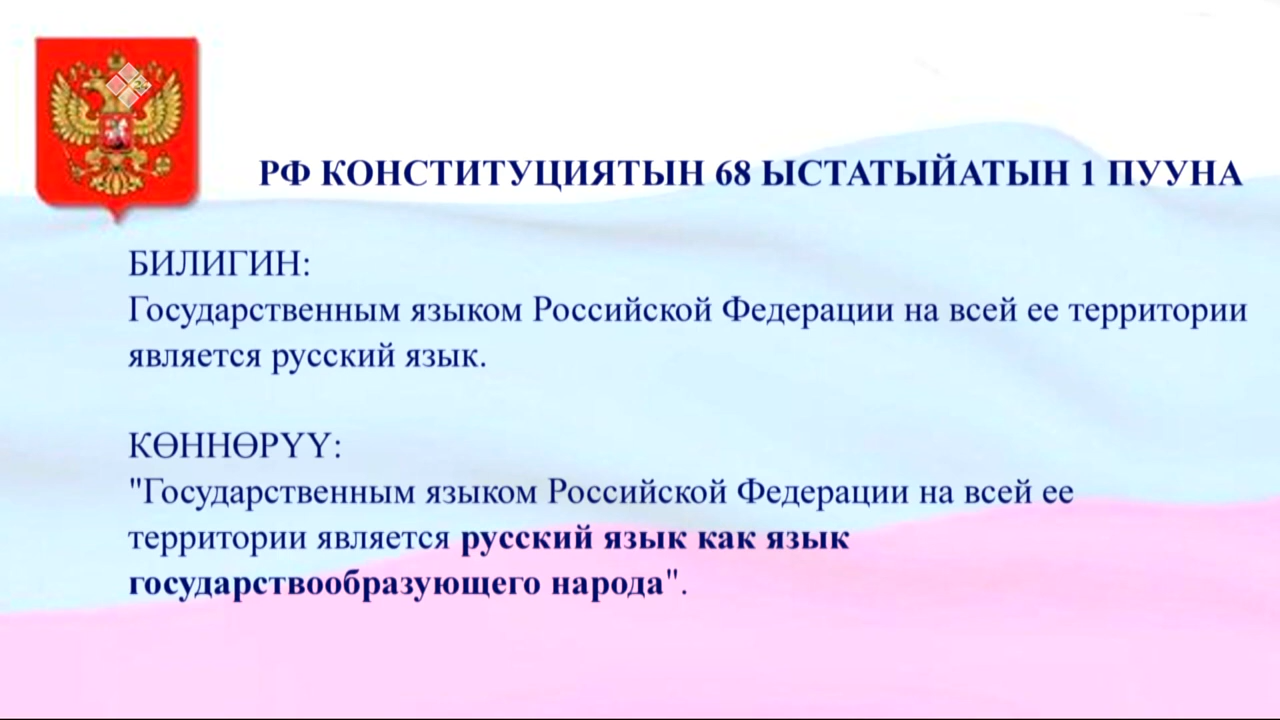 РФ КОНСТИТУЦИЯТЫН 68 ЫСТАТЫЙАТЫН 1 ПУУНА
БИЛИГИН:
Государственным языком Российской Федерации на всей ее территории
является русский язык.
КӨННӨРҮҮ:
"Государственным языком Российской Федерации на всей ее
территории является русский язык как язык
государствообразующего народа".